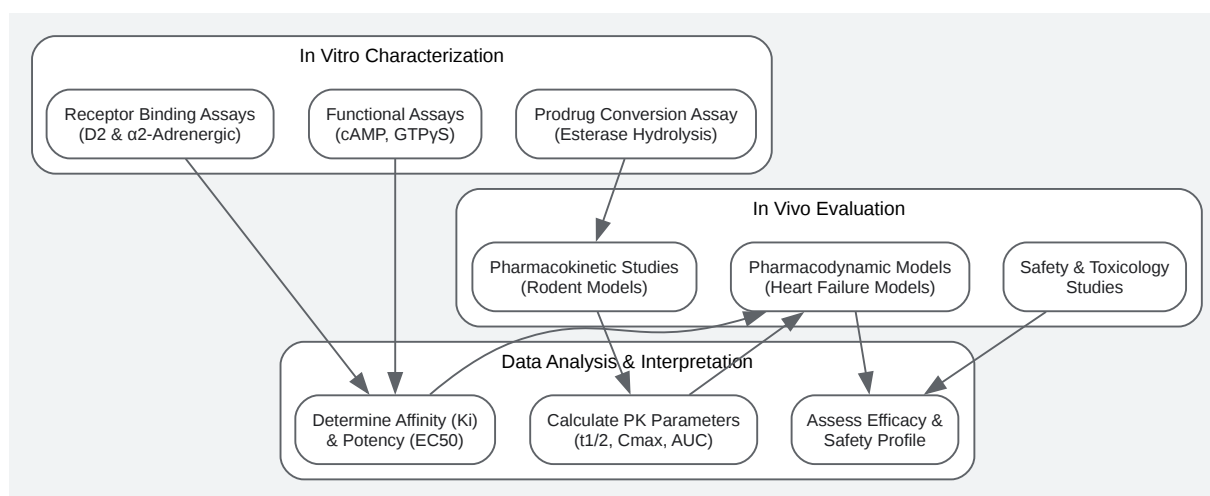 In Vitro Characterization
Receptor Binding Assays
(D2 & α2-Adrenergic)
Functional Assays
(cAMP, GTPγS)
Prodrug Conversion Assay
(Esterase Hydrolysis)
In Vivo Evaluation
Pharmacokinetic Studies
(Rodent Models)
Pharmacodynamic Models
(Heart Failure Models)
Safety & Toxicology
Studies
Data Analysis & Interpretation
Determine Affinity (Ki)
& Potency (EC50)
Calculate PK Parameters
(t1/2, Cmax, AUC)
Assess Efficacy &
Safety Profile